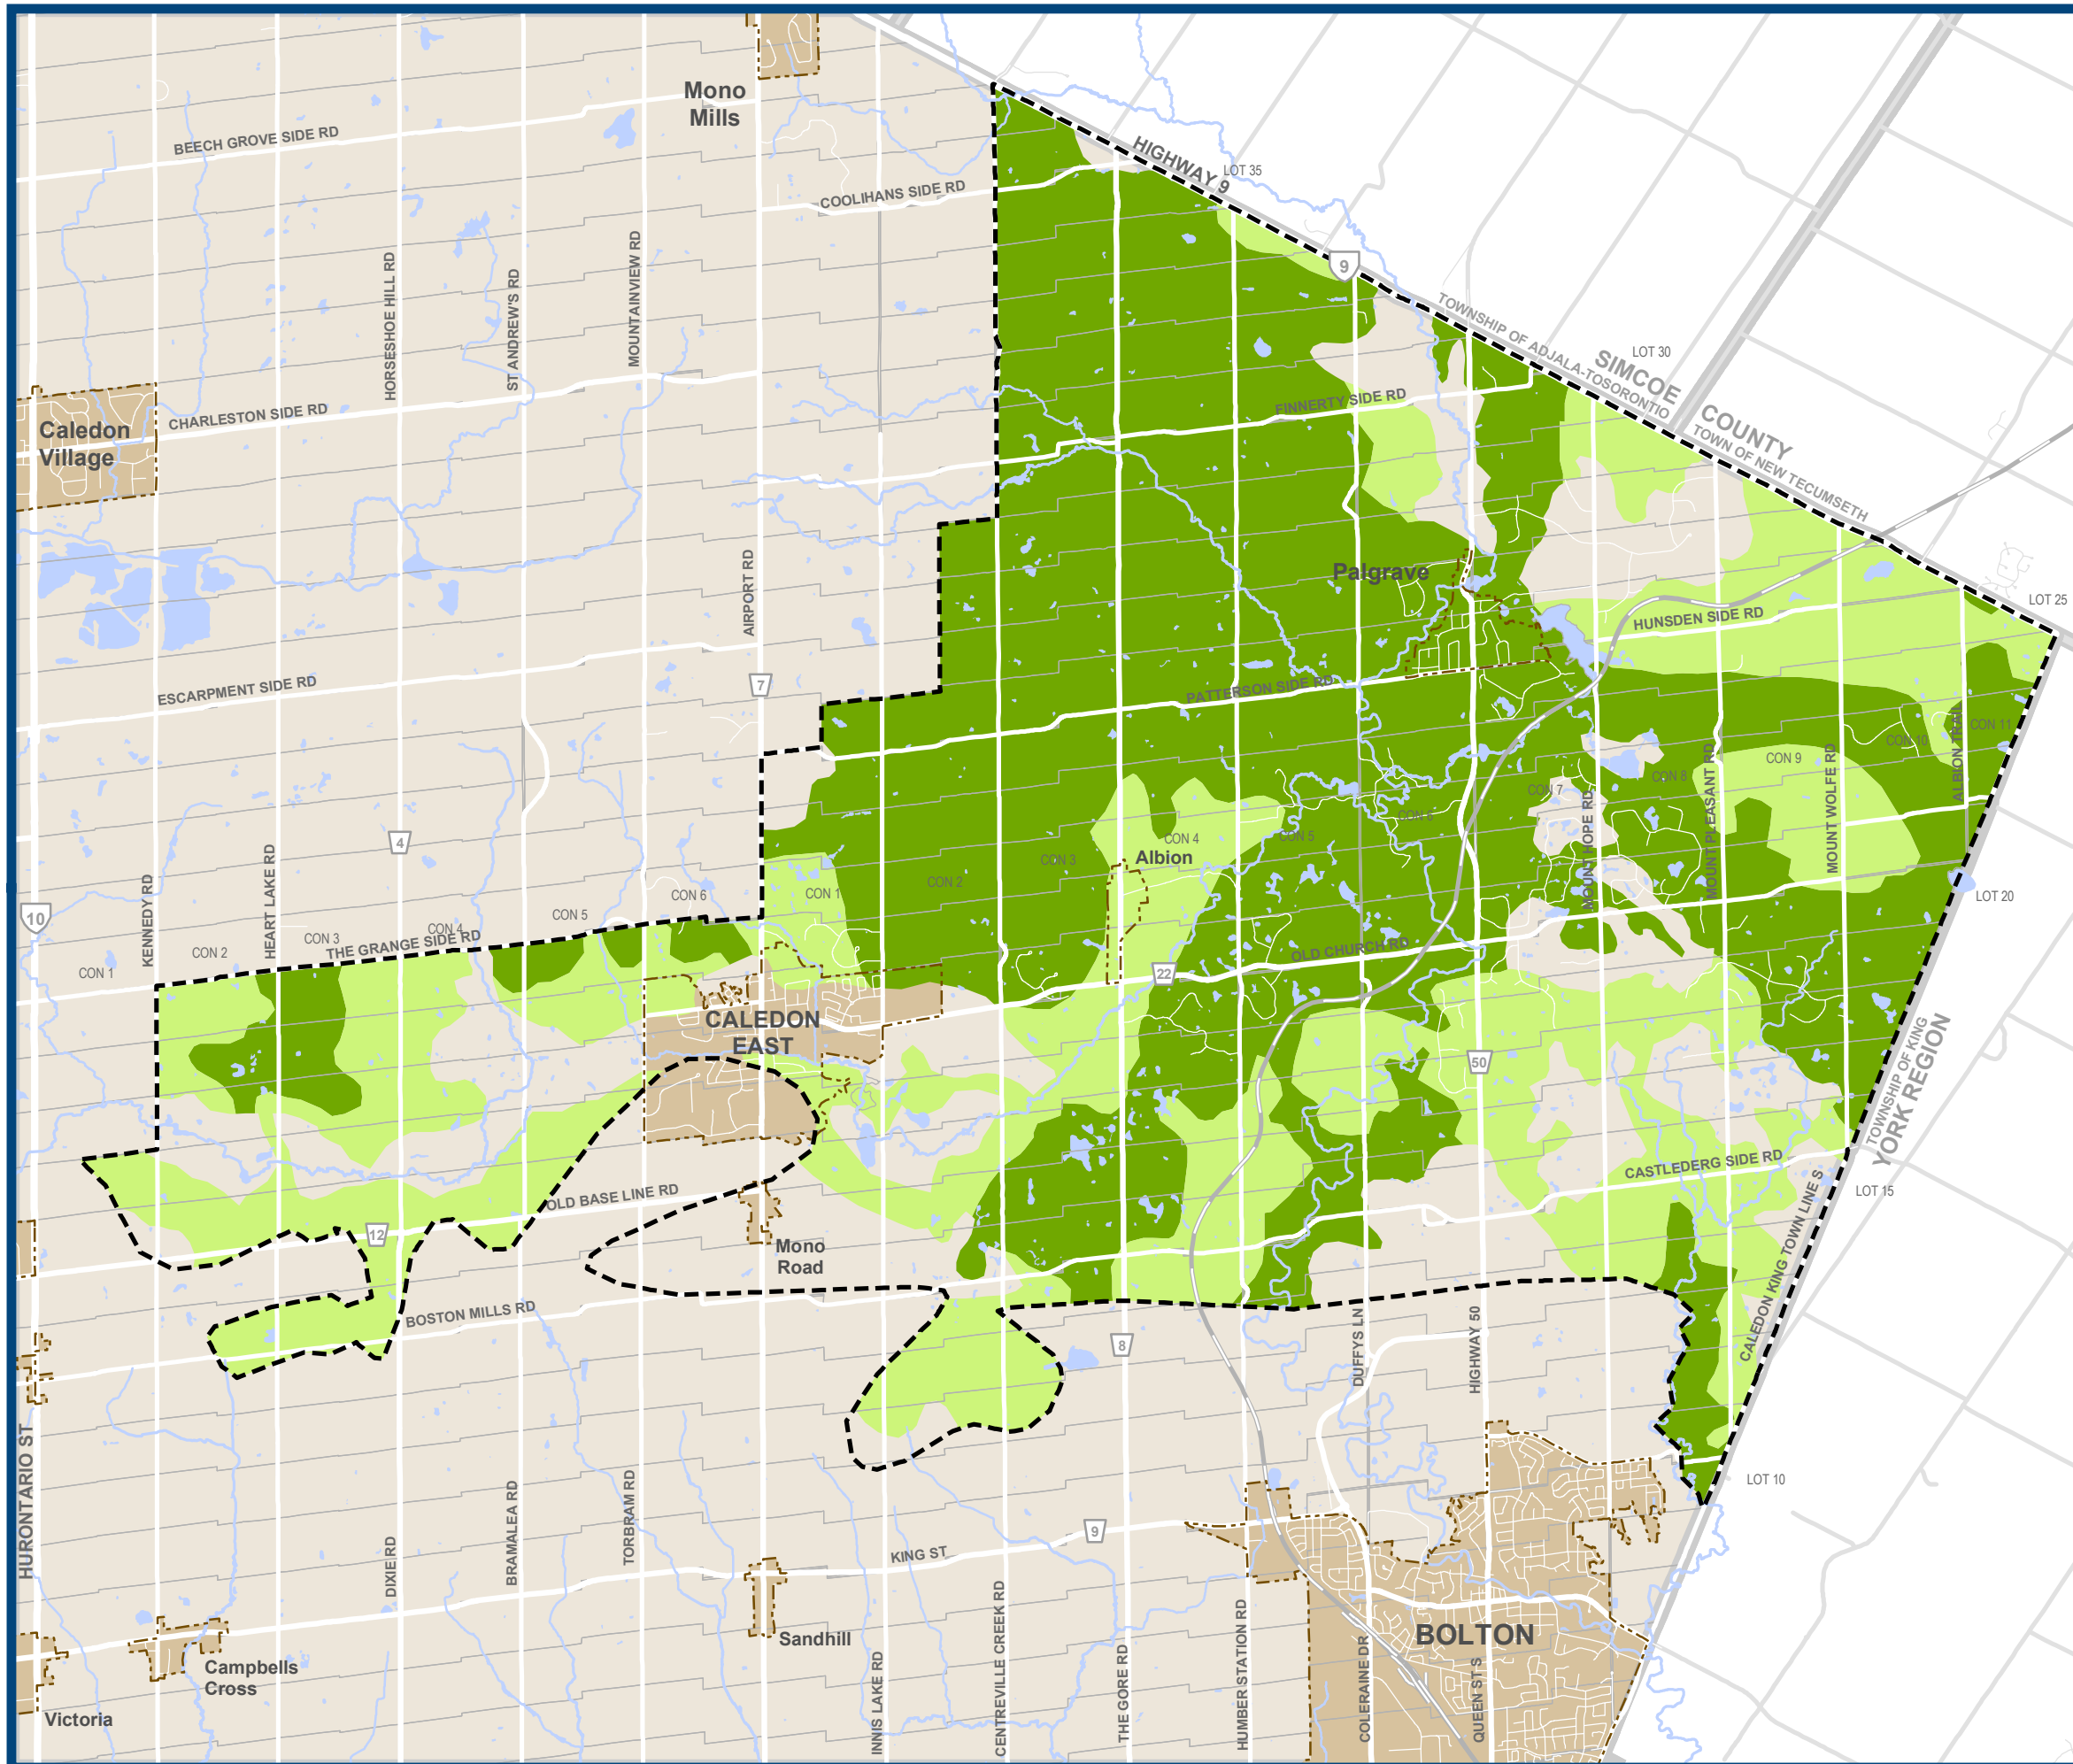 Mono
Mills
BEECH GROVE SIDE RD
COOLIHANS SIDE RD
HIGHWAY 9
LOT 35
9
HORSESHOE HILL RD
ST ANDREW'S RD
MOUNTAINVIEW RD
TOWNSHIP OF ADJALA-TOSORONTIO
SIMCOE COUNTY
LOT 30
TOWN OF NEW TECUMSETH
CHARLESTON SIDE RD
FINNERTY SIDE RD
Caledon
Village
AIRPORT RD
Palgrave
HUNSDEN SIDE RD
LOT 25
ESCARPMENT SIDE RD
7
PATTERSON SIDE RD
CON 11
CON 10
CON 9
CON 8
CON 7
CON 6
CON 5
CON 4
CON 3
CON 2
CON 1
ALBION TRAIL
MOUNT WOLFE RD
MOUNT PLEASANT RD
MOUNT HOPE RD
4
Albion
HEART LAKE RD
KENNEDY RD
10
CON 6
CON 5
CON 4
CON 3
CON 2
CON 1
THE GRANGE SIDE RD
LOT 20
OLD CHURCH RD
22
CALEDON
EAST
50
TOWNSHIP OF KING
YORK REGION
CASTLEDERG SIDE RD
LOT 15
CALEDON KING TOWN LINE S
OLD BASE LINE RD
12
Mono
Road
BOSTON MILLS RD
8
DUFFYS LN
HIGHWAY 50
LOT 10
HURONTARIO ST
DIXIE RD
BRAMALEA RD
TORBRAM RD
KING ST
9
INNIS LAKE RD
CENTREVILLE CREEK RD
THE GORE RD
HUMBER STATION RD
COLERAINE DR
QUEEN ST S
BOLTON
Sandhill
Campbells
Cross
Victoria